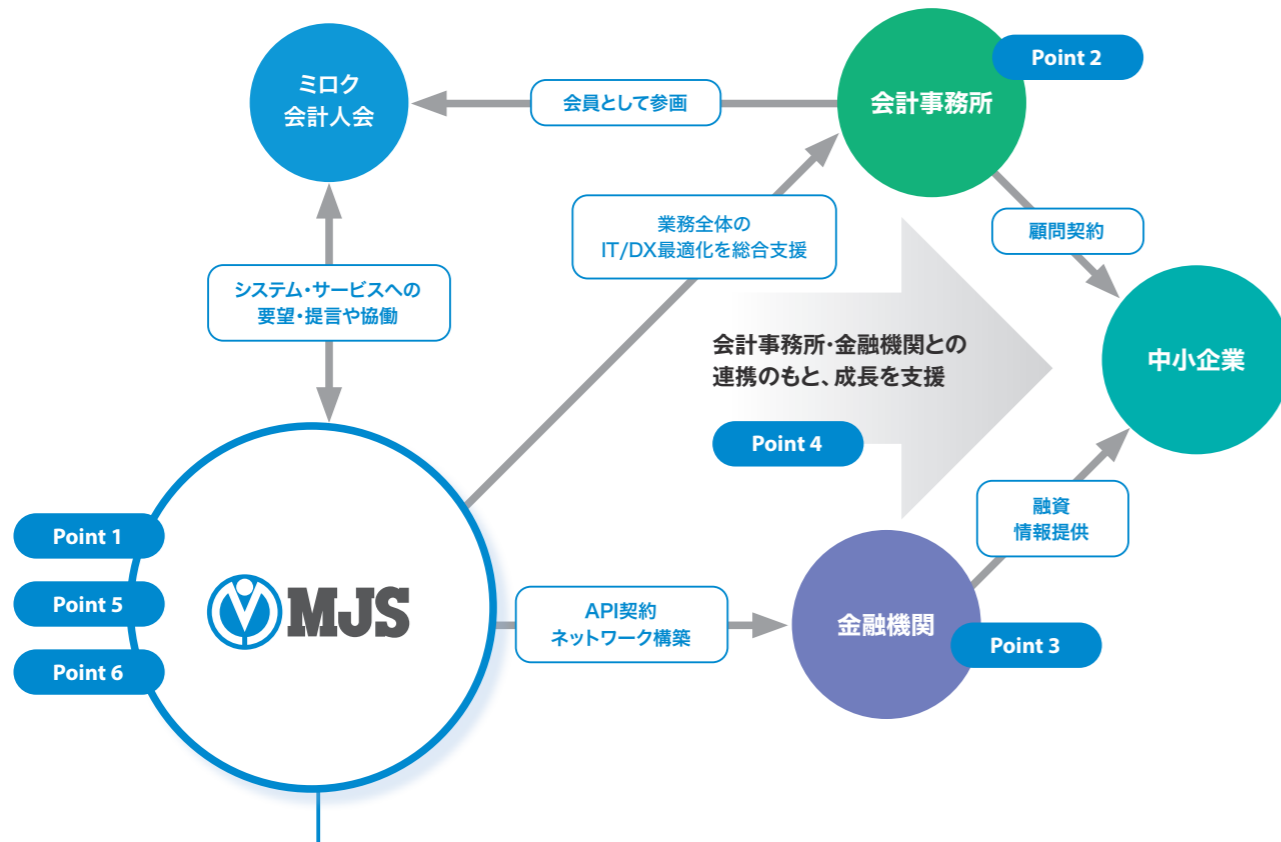 ミロク
会計人会
会員として参画
会計事務所
Point 2
業務全体の
IT/DX最適化を総合支援
顧問契約
システム・サービスへの
要望・提言や協働
会計事務所・金融機関との
連携のもと、成長を支援
Point 4
中小企業
Point 1
Point 5
Point 6
MJS
API契約
ネットワーク構築
金融機関
Point 3
融資
情報提供